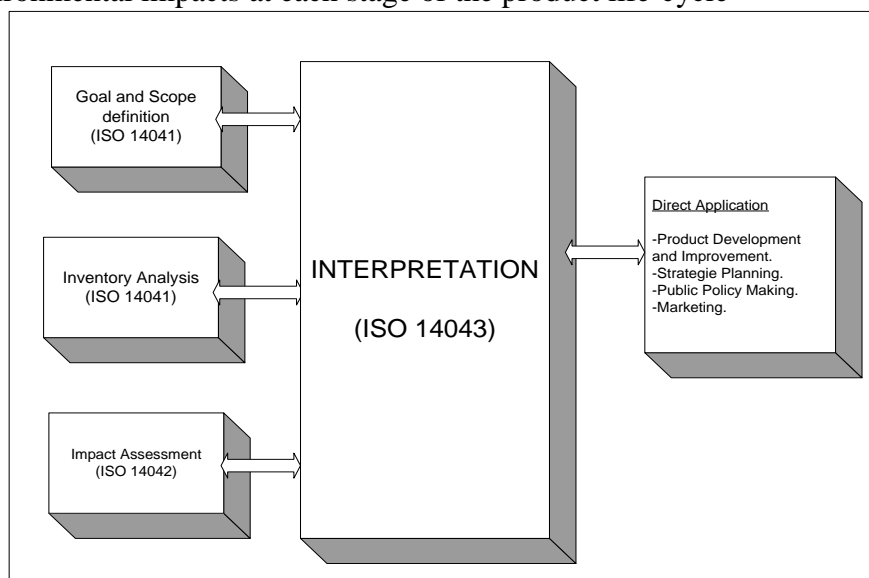 environmental impacts at each stage of the product life-cycle
Goal and Scope
definition
(ISO 14041)
Inventory Analysis
(ISO 14041)
Impact Assessment
(ISO 14042)
INTERPRETATION
(ISO 14043)
Direct Application
-Product Development
and Improvement.
-Strategie Planning.
-Public Policy Making.
-Marketing.